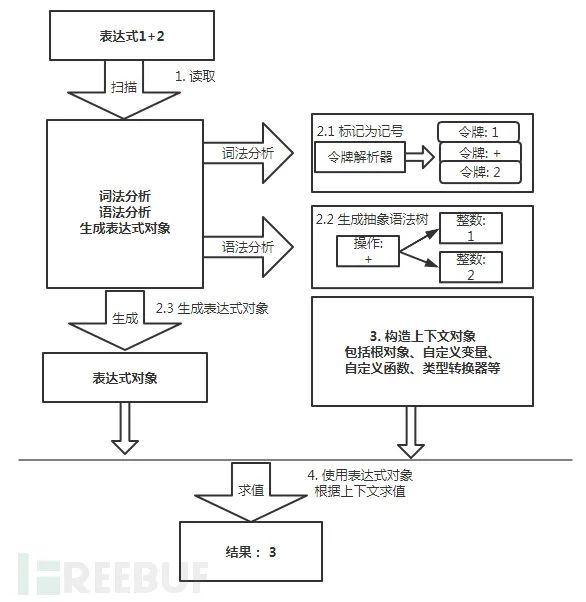 表达式1+2
扫描
1. 读取
词法分析
语法分析
生成表达式对象
词法分析
2.1 标记为记号
令牌解析器
令牌: 1
令牌: +
令牌: 2
语法分析
2.2 生成抽象语法树
操作:
+
整数:
1
整数:
2
生成
2.3 生成表达式对象
表达式对象
3. 构造上下文对象
包括根对象、自定义变量、
自定义函数、类型转换器等
求值
4. 使用表达式对象
根据上下文求值
结果： 3
FREEBUF